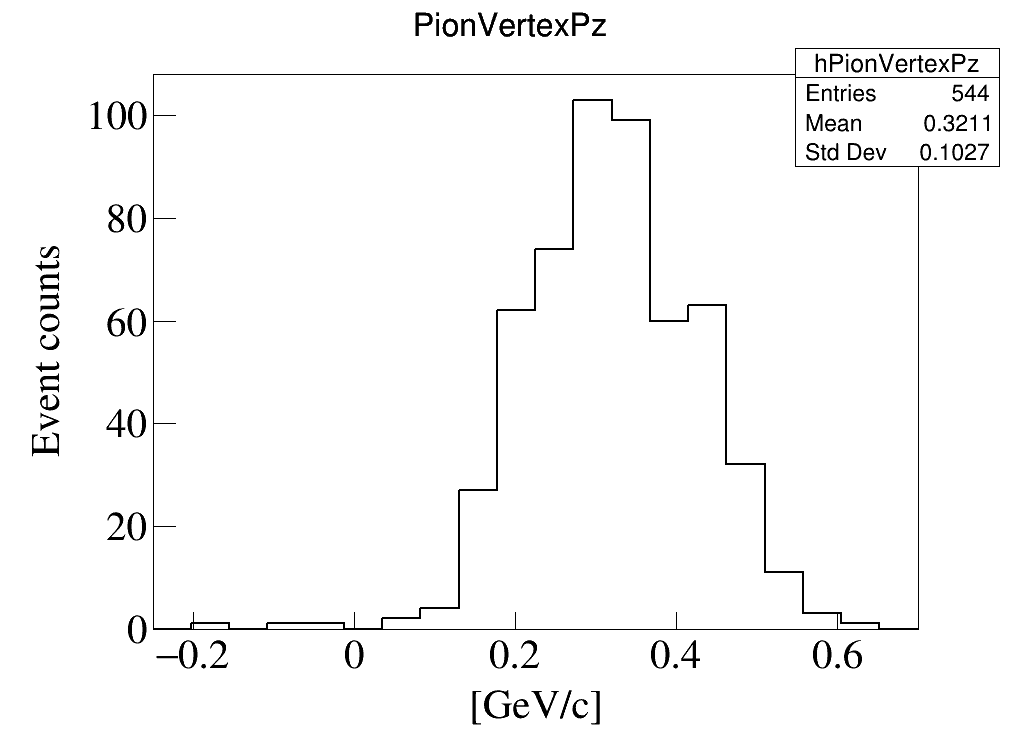 PionVertexPz
hPionVertexPz
Entries 544
Mean 0.3211
Std Dev 0.1027
100
80
60
40
20
0
Event counts
−0.2 0 0.2 0.4 0.6
[GeV/c]